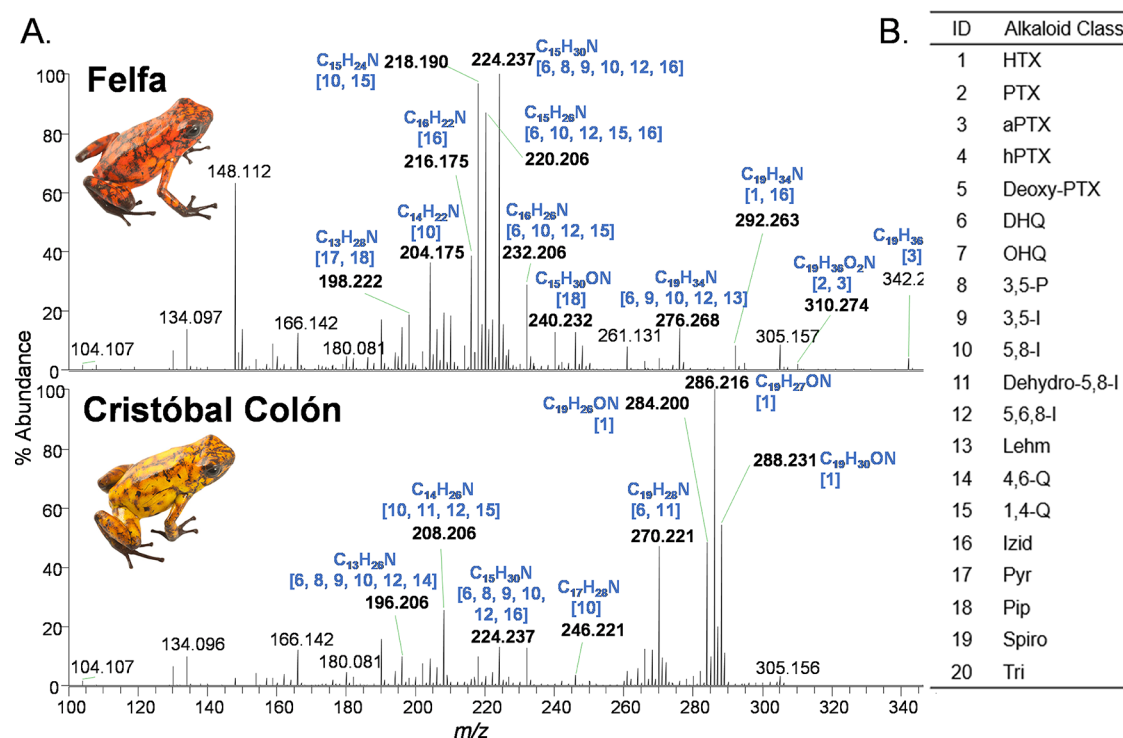 A.
Felfa
% Abundance
100
80
60
40
20
0
C₁₅H₂₄N
[10, 15]
218.190
224.237
C₁₅H₃₀N
[6, 8, 9, 10, 12, 16]
C₁₆H₂₂N
[16]
216.175
C₁₅H₂₆N
[6, 10, 12, 15, 16]
220.206
148.112
C₁₄H₂₂N
[10]
204.175
C₁₆H₂₆N
[6, 10, 12, 15]
232.206
C₁₉H₃₄N
[1, 16]
292.263
C₁₃H₂₈N
[17, 18]
198.222
C₁₅H₃₀ON
[18]
240.232
C₁₉H₃₄N
[6, 9, 10, 12, 13]
276.268
C₁₉H₃₆O₂N
[2, 3]
310.274
C₁₉H₃₆
[3]
342.2
104.107
134.097
166.142
180.081
261.131
305.157
Cristóbal Colón
100
80
60
40
20
0
286.216
C₁₉H₂₇ON
[1]
C₁₉H₂₆ON
[1]
284.200
288.231
C₁₉H₃₀ON
[1]
C₁₄H₂₆N
[10, 11, 12, 15]
208.206
C₁₉H₂₈N
[6, 11]
270.221
C₁₃H₂₆N
[6, 8, 9, 10, 12, 14]
196.206
C₁₅H₃₀N
[6, 8, 9, 10,
12, 16]
224.237
C₁₇H₂₈N
[10]
246.221
104.107
134.096
166.142
180.081
305.156
100 120 140 160 180 200 220 240 260 280 300 320 340
m/z
B.
ID Alkaloid Class
1 HTX
2 PTX
3 aPTX
4 hPTX
5 Deoxy-PTX
6 DHQ
7 OHQ
8 3,5-P
9 3,5-I
10 5,8-I
11 Dehydro-5,8-I
12 5,6,8-I
13 Lehm
14 4,6-Q
15 1,4-Q
16 Izid
17 Pyr
18 Pip
19 Spiro
20 Tri